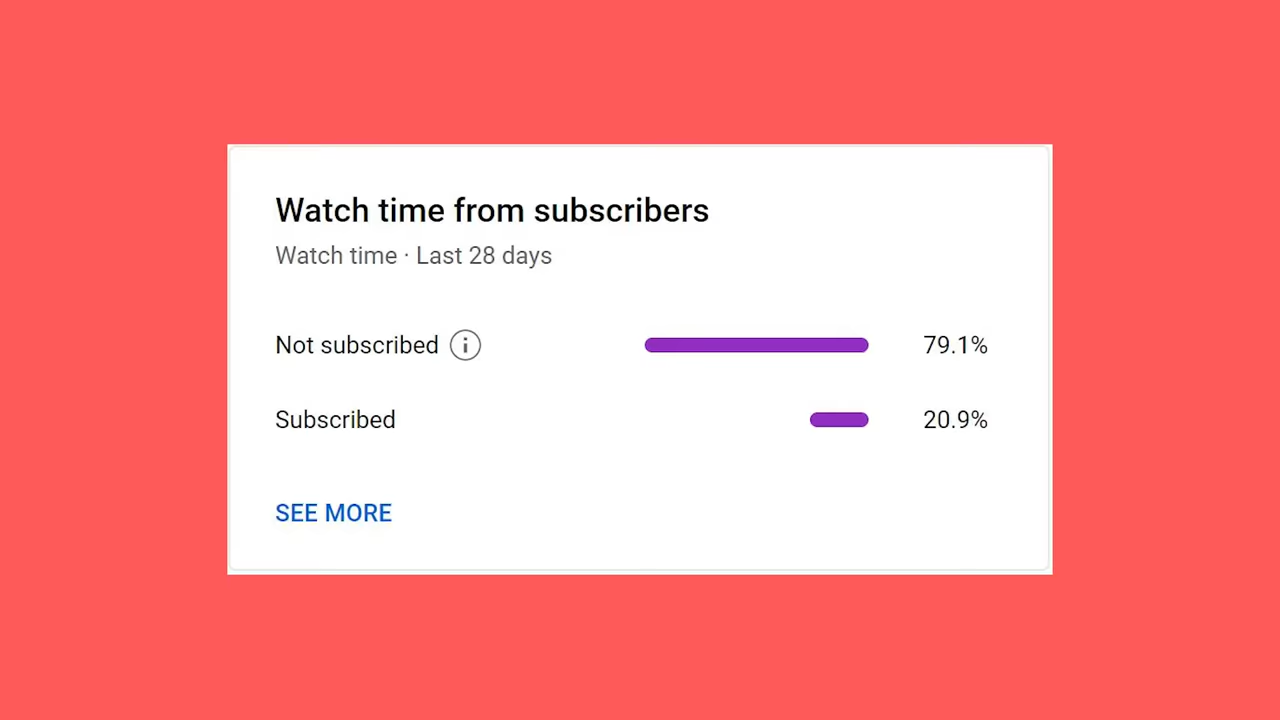 Watch time from subscribers
Watch time · Last 28 days
Not subscribed 79.1%
Subscribed 20.9%
SEE MORE